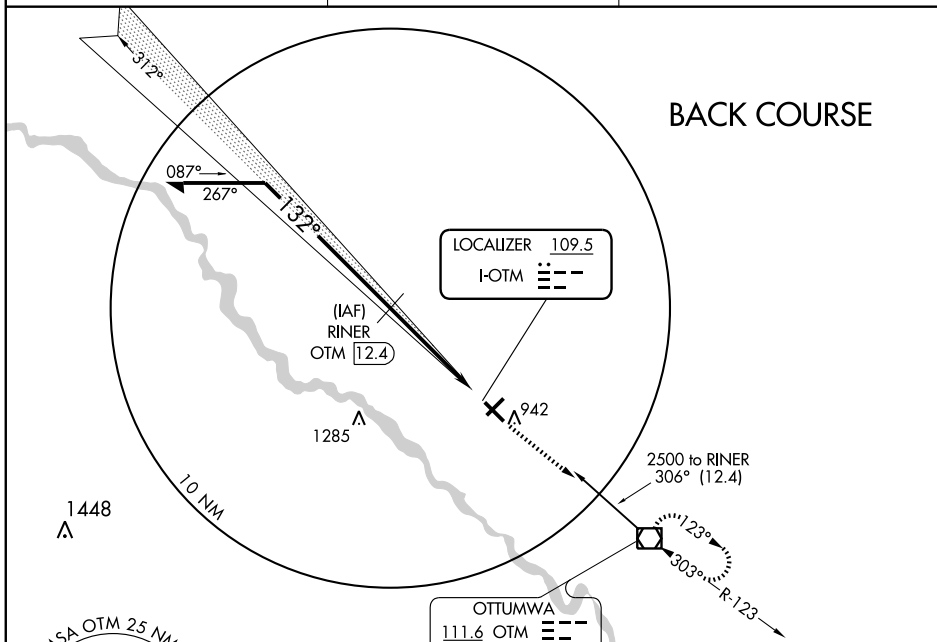 312°
BACK COURSE
087°
267°
132°
LOCALIZER 109.5
I-OTM
(IAF)
RINER
OTM 12.4
942
1285
2500 to RINER
306° (12.4)
10 NM
1448
123°
303°
R-123
MSA OTM 25 NM
OTTUMWA
111.6 OTM